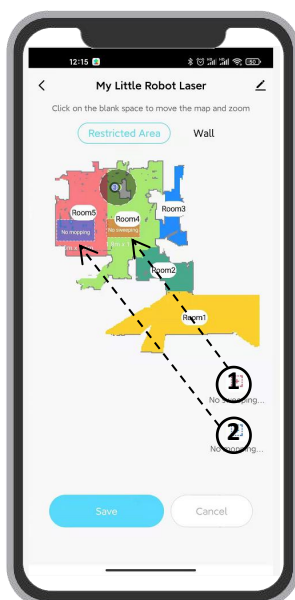 12:15
My Little Robot Laser
Click on the blank space to move the map and zoom
Restricted Area Wall
Room5
Room4
Room3
No mopping
No sweeping
Room2
Room1
1
No sweeping...
2
No mopping...
Save Cancel